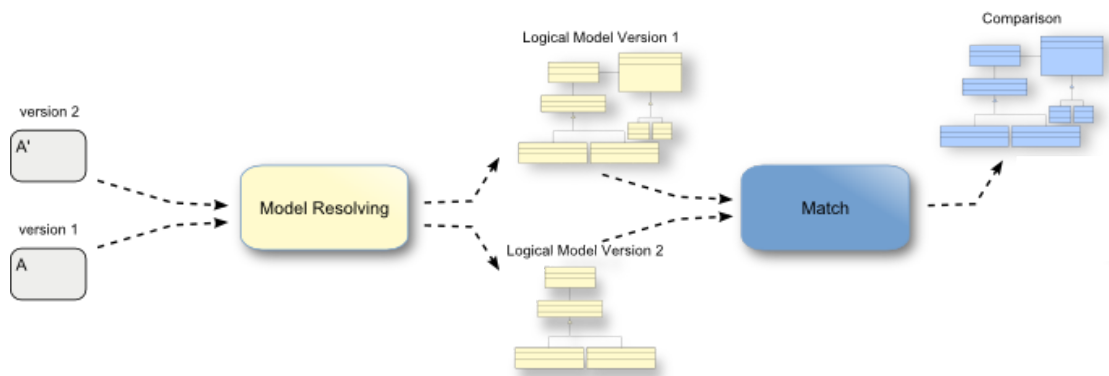 version 2
A'
version 1
A
Model Resolving
Logical Model Version 1
Logical Model Version 2
Match
Comparison